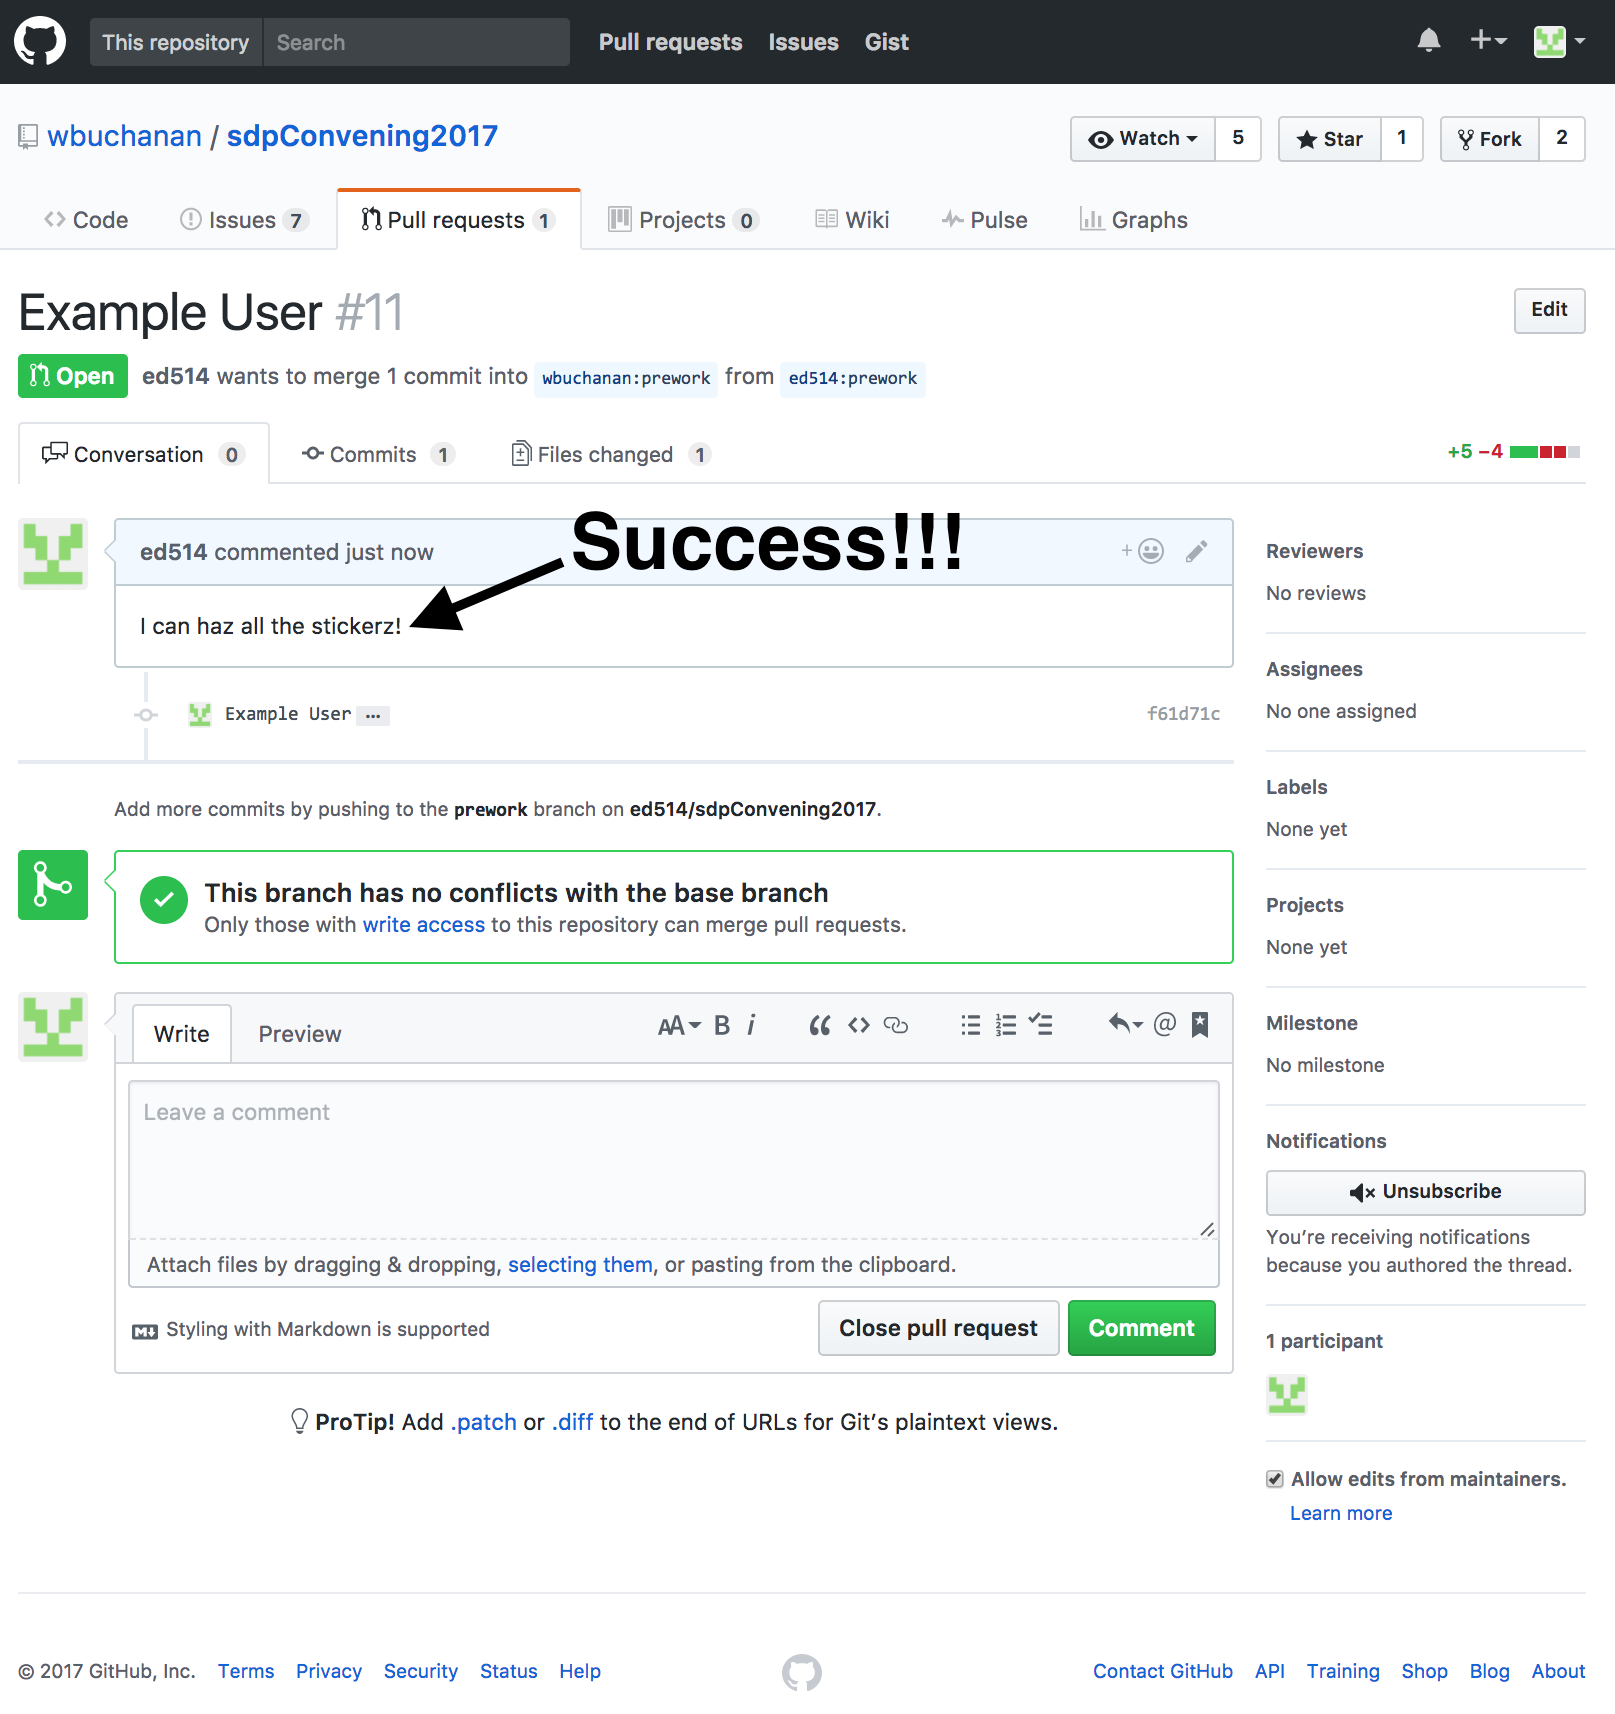 This repository Search Pull requests Issues Gist
wbuchanan / sdpConvening2017 Watch 5 Star 1 Fork 2
Code Issues 7 Pull requests 1 Projects 0 Wiki Pulse Graphs
Example User #11 Edit
Open ed514 wants to merge 1 commit into wbuchanan:prework from ed514:prework
Conversation 0 Commits 1 Files changed 1 +5 −4
Success!!!
ed514 commented just now
I can haz all the stickerz!
Example User … f61d71c
Add more commits by pushing to the prework branch on ed514/sdpConvening2017.
This branch has no conflicts with the base branch
Only those with write access to this repository can merge pull requests.
Write Preview AA B i “ <> @
Leave a comment
Attach files by dragging & dropping, selecting them, or pasting from the clipboard.
Styling with Markdown is supported Close pull request Comment
ProTip! Add .patch or .diff to the end of URLs for Git’s plaintext views.
Reviewers
No reviews
Assignees
No one assigned
Labels
None yet
Projects
None yet
Milestone
No milestone
Notifications
Unsubscribe
You’re receiving notifications
because you authored the thread.
1 participant
Allow edits from maintainers.
Learn more
© 2017 GitHub, Inc. Terms Privacy Security Status Help Contact GitHub API Training Shop Blog About